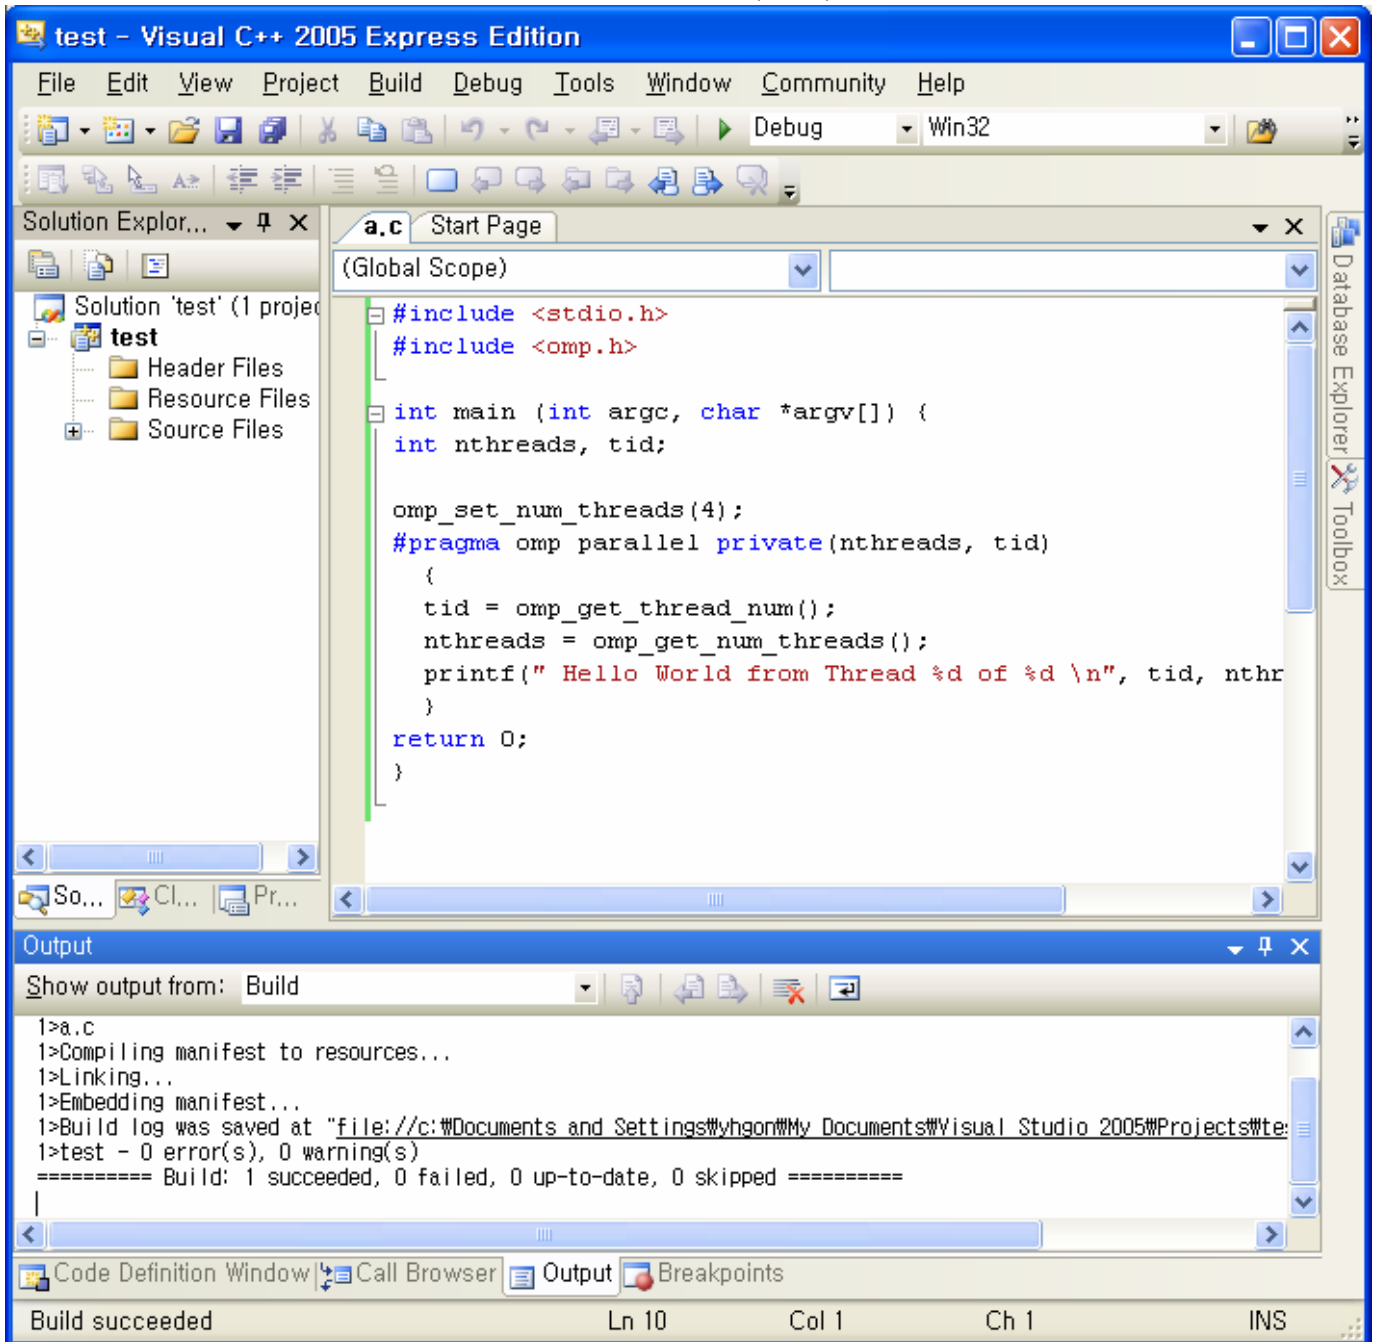 test - Visual C++ 2005 Express Edition
File Edit View Project Build Debug Tools Window Community Help
Debug Win32
Solution Explor...
a.c Start Page
(Global Scope)
Solution 'test' (1 projec
test
Header Files
Resource Files
Source Files
#include <stdio.h>
#include <omp.h>
int main (int argc, char *argv[]) {
int nthreads, tid;
omp_set_num_threads(4);
#pragma omp parallel private(nthreads, tid)
{
tid = omp_get_thread_num();
nthreads = omp_get_num_threads();
printf(" Hello World from Thread %d of %d \n", tid, nthr
}
return 0;
}
Database Explorer
Toolbox
So... Cl... Pr...
Output
Show output from: Build
1>a.c
1>Compiling manifest to resources...
1>Linking...
1>Embedding manifest...
1>Build log was saved at "file://c:₩Documents and Settings₩yhgon₩My Documents₩Visual Studio 2005₩Projects₩te
1>test - 0 error(s), 0 warning(s)
========== Build: 1 succeeded, 0 failed, 0 up-to-date, 0 skipped ==========
Code Definition Window Call Browser Output Breakpoints
Build succeeded Ln 10 Col 1 Ch 1 INS